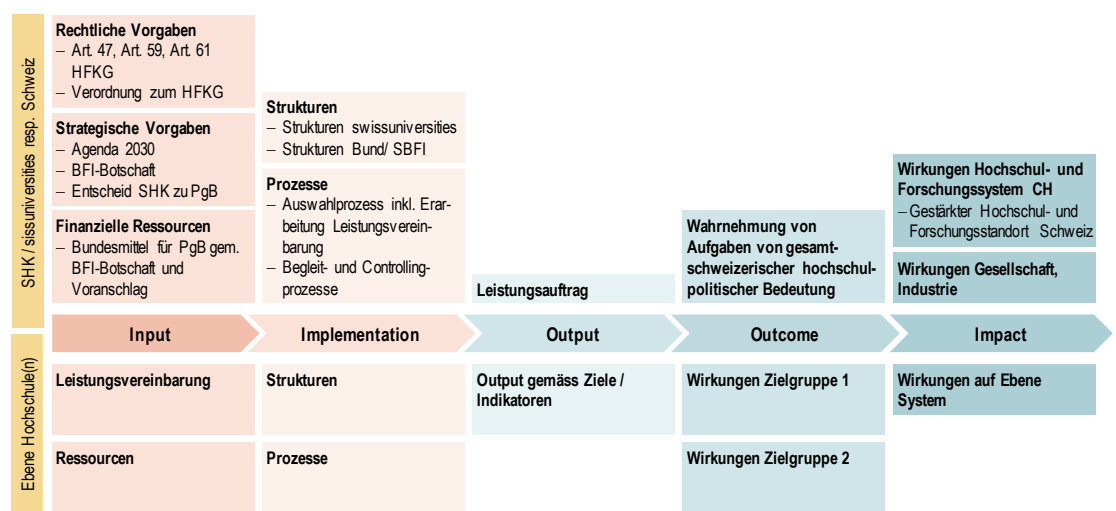 SHK / sissuniversities resp. Schweiz
Rechtliche Vorgaben
– Art. 47, Art. 59, Art. 61
HFKG
– Verordnung zum HFKG
Strategische Vorgaben
– Agenda 2030
– BFI-Botschaft
– Entscheid SHK zu PgB
Finanzielle Ressourcen
– Bundesmittel für PgB gem.
BFI-Botschaft und
Voranschlag
Strukturen
– Strukturen swissuniversities
– Strukturen Bund/ SBFI
Prozesse
– Auswahlprozess inkl. Erar-
beitung Leistungsverein-
barung
– Begleit- und Controlling-
prozesse
Leistungsauftrag
Wahrnehmung von
Aufgaben von gesamt-
schweizerischer hochschul-
politischer Bedeutung
Wirkungen Hochschul- und
Forschungssystem CH
– Gestärkter Hochschul- und
Forschungsstandort Schweiz
Wirkungen Gesellschaft,
Industrie
Input
Implementation
Output
Outcome
Impact
Ebene Hochschule(n)
Leistungsvereinbarung
Strukturen
Output gemäss Ziele /
Indikatoren
Wirkungen Zielgruppe 1
Wirkungen auf Ebene
System
Ressourcen
Prozesse
Wirkungen Zielgruppe 2